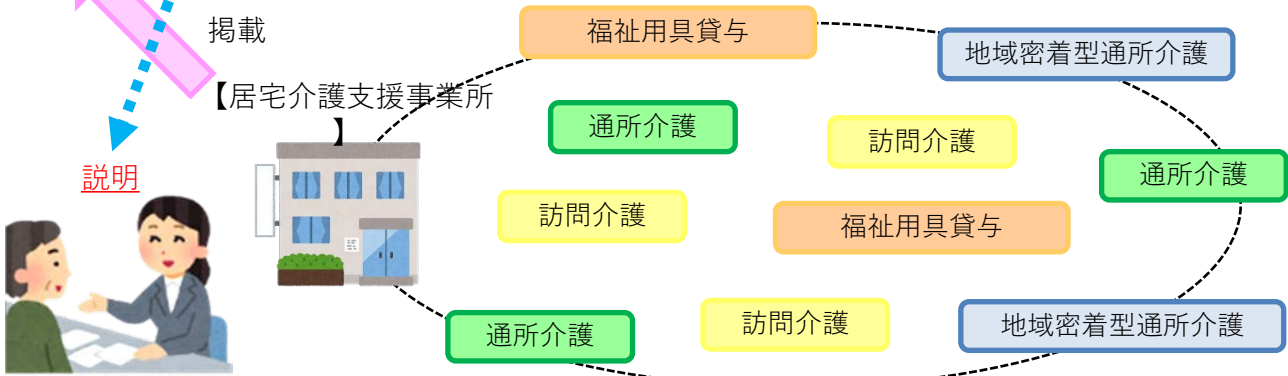 掲載
【居宅介護支援事業所
】
説明
福祉用具貸与
地域密着型通所介護
通所介護
訪問介護
通所介護
訪問介護
福祉用具貸与
通所介護
訪問介護
地域密着型通所介護